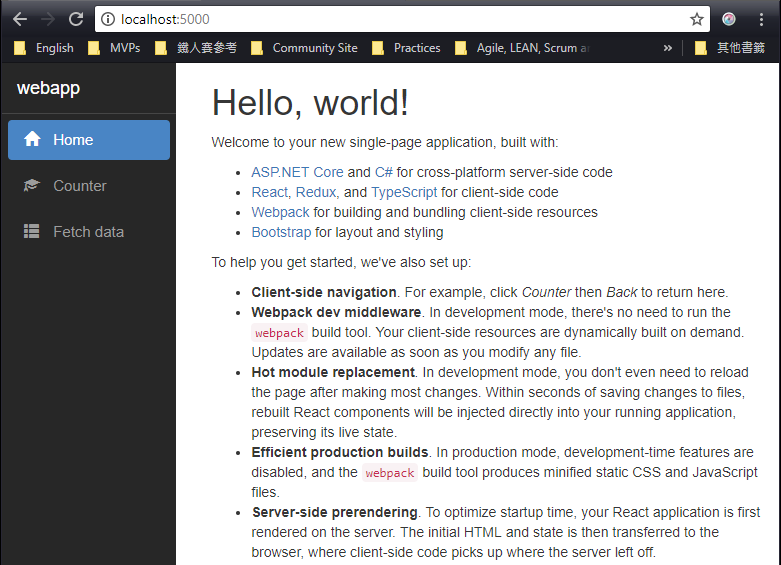 localhost:5000
English MVPs 鐵人賽參考 Community Site Practices Agile, LEAN, Scrum » 其他書籤
webapp
Home
Counter
Fetch data
Hello, world!
Welcome to your new single-page application, built with:
• ASP.NET Core and C# for cross-platform server-side code
• React, Redux, and TypeScript for client-side code
• Webpack for building and bundling client-side resources
• Bootstrap for layout and styling
To help you get started, we've also set up:
• Client-side navigation. For example, click Counter then Back to return here.
• Webpack dev middleware. In development mode, there's no need to run the
webpack build tool. Your client-side resources are dynamically built on demand.
Updates are available as soon as you modify any file.
• Hot module replacement. In development mode, you don't even need to reload
the page after making most changes. Within seconds of saving changes to files,
rebuilt React components will be injected directly into your running application,
preserving its live state.
• Efficient production builds. In production mode, development-time features are
disabled, and the webpack build tool produces minified static CSS and JavaScript
files.
• Server-side prerendering. To optimize startup time, your React application is first
rendered on the server. The initial HTML and state is then transferred to the
browser, where client-side code picks up where the server left off.